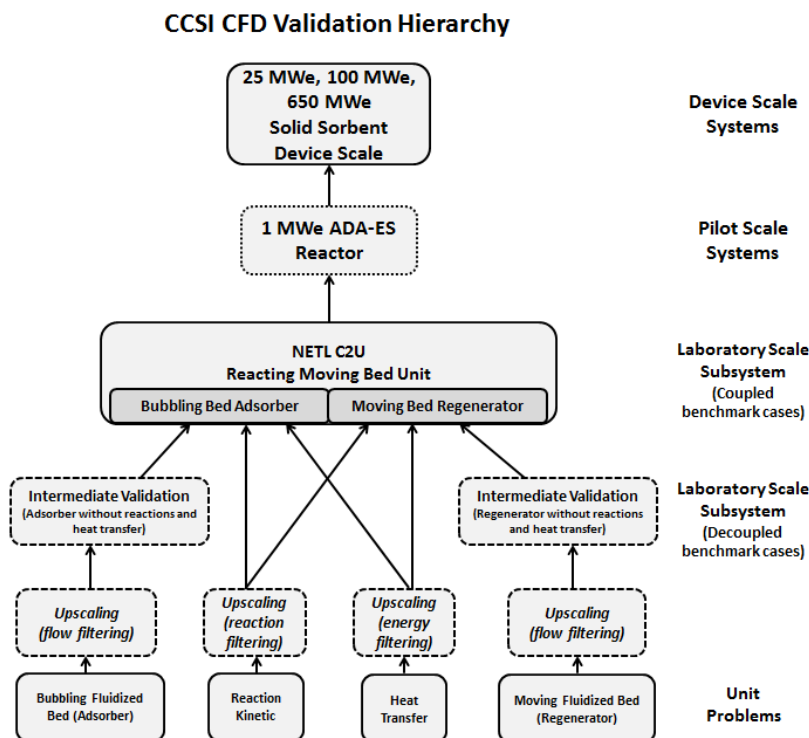 CCSI CFD Validation Hierarchy
25 MWe, 100 MWe,
650 MWe
Solid Sorbent
Device Scale
Device Scale
Systems
1 MWe ADA-ES
Reactor
Pilot Scale
Systems
NETL C2U
Reacting Moving Bed Unit
Bubbling Bed Adsorber
Moving Bed Regenerator
Laboratory Scale
Subsystem
(Coupled
benchmark cases)
Intermediate Validation
(Adsorber without reactions and
heat transfer)
Intermediate Validation
(Regenerator without reactions
and heat transfer)
Laboratory Scale
Subsystem
(Decoupled
benchmark cases)
Upscaling
(flow filtering)
Upscaling
(reaction
filtering)
Upscaling
(energy
filtering)
Upscaling
(flow filtering)
Bubbling Fluidized
Bed (Adsorber)
Reaction
Kinetic
Heat
Transfer
Moving Fluidized Bed
(Regenerator)
Unit
Problems